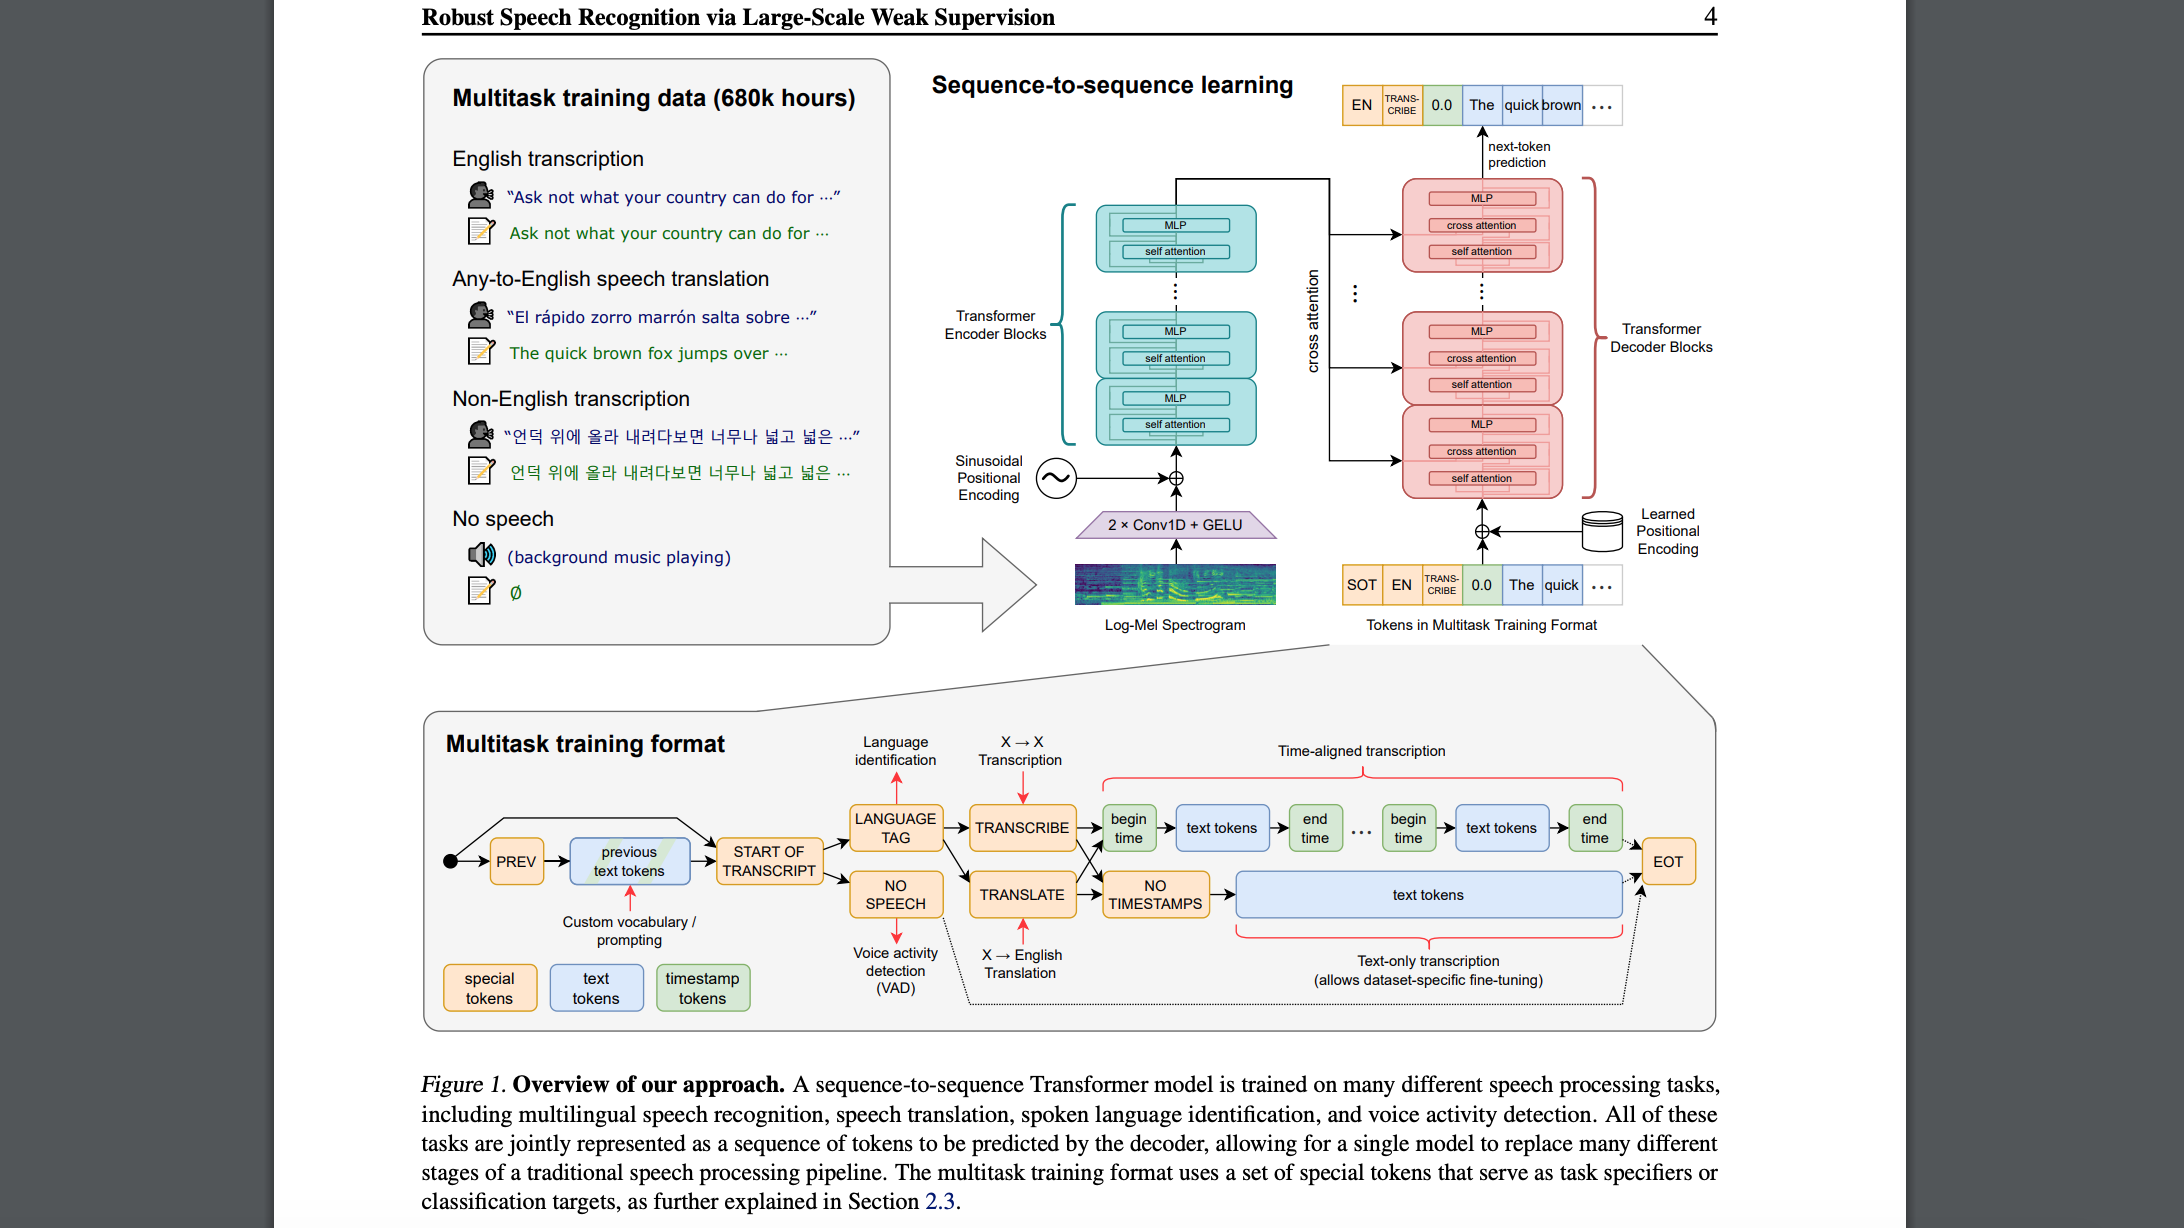 Robust Speech Recognition via Large-Scale Weak Supervision 4
Multitask training data (680k hours)
English transcription
“Ask not what your country can do for ⋯”
Ask not what your country can do for ⋯
Any-to-English speech translation
“El rápido zorro marrón salta sobre ⋯”
The quick brown fox jumps over ⋯
Non-English transcription
“언덕 위에 올라 내려다보면 너무나 넓고 넓은 ⋯”
언덕 위에 올라 내려다보면 너무나 넓고 넓은 ⋯
No speech
(background music playing)
Ø
Sequence-to-sequence learning
EN TRANS-CRIBE 0.0 The quick brown ⋯
next-token
prediction
MLP
self attention
⋮
MLP
self attention
MLP
self attention
Transformer
Encoder Blocks
Sinusoidal
Positional
Encoding
2 × Conv1D + GELU
Log-Mel Spectrogram
cross attention
⋮
MLP
cross attention
self attention
⋮
MLP
cross attention
self attention
MLP
cross attention
self attention
Transformer
Decoder Blocks
Learned
Positional
Encoding
SOT EN TRANS-CRIBE 0.0 The quick ⋯
Tokens in Multitask Training Format
Multitask training format
Language
identification
X → X
Transcription
Time-aligned transcription
PREV
previous
text tokens
START OF
TRANSCRIPT
LANGUAGE
TAG
NO
SPEECH
TRANSCRIBE
TRANSLATE
begin
time
text tokens
end
time
⋯
begin
time
text tokens
end
time
NO
TIMESTAMPS
text tokens
EOT
Custom vocabulary /
prompting
Voice activity
detection
(VAD)
X → English
Translation
Text-only transcription
(allows dataset-specific fine-tuning)
special
tokens
text
tokens
timestamp
tokens
Figure 1. Overview of our approach. A sequence-to-sequence Transformer model is trained on many different speech processing tasks,
including multilingual speech recognition, speech translation, spoken language identification, and voice activity detection. All of these
tasks are jointly represented as a sequence of tokens to be predicted by the decoder, allowing for a single model to replace many different
stages of a traditional speech processing pipeline. The multitask training format uses a set of special tokens that serve as task specifiers or
classification targets, as further explained in Section 2.3.